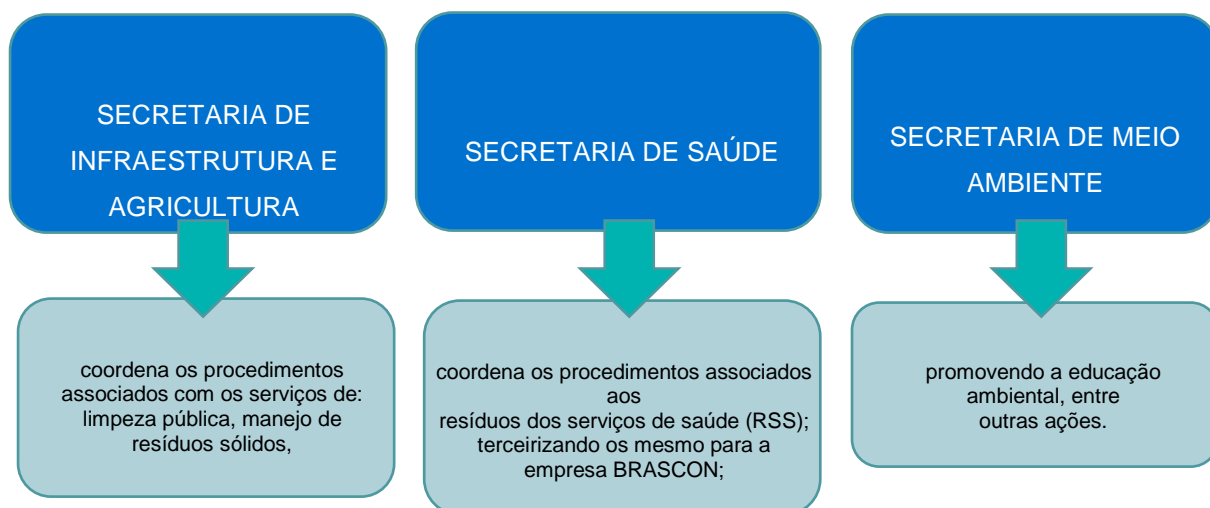 SECRETARIA DE
INFRAESTRUTURA E
AGRICULTURA
coordena os procedimentos
associados com os serviços de:
limpeza pública, manejo de
resíduos sólidos,
SECRETARIA DE SAÚDE
coordena os procedimentos associados
aos
resíduos dos serviços de saúde (RSS);
terceirizando os mesmo para a
empresa BRASCON;
SECRETARIA DE MEIO
AMBIENTE
promovendo a educação
ambiental, entre
outras ações.